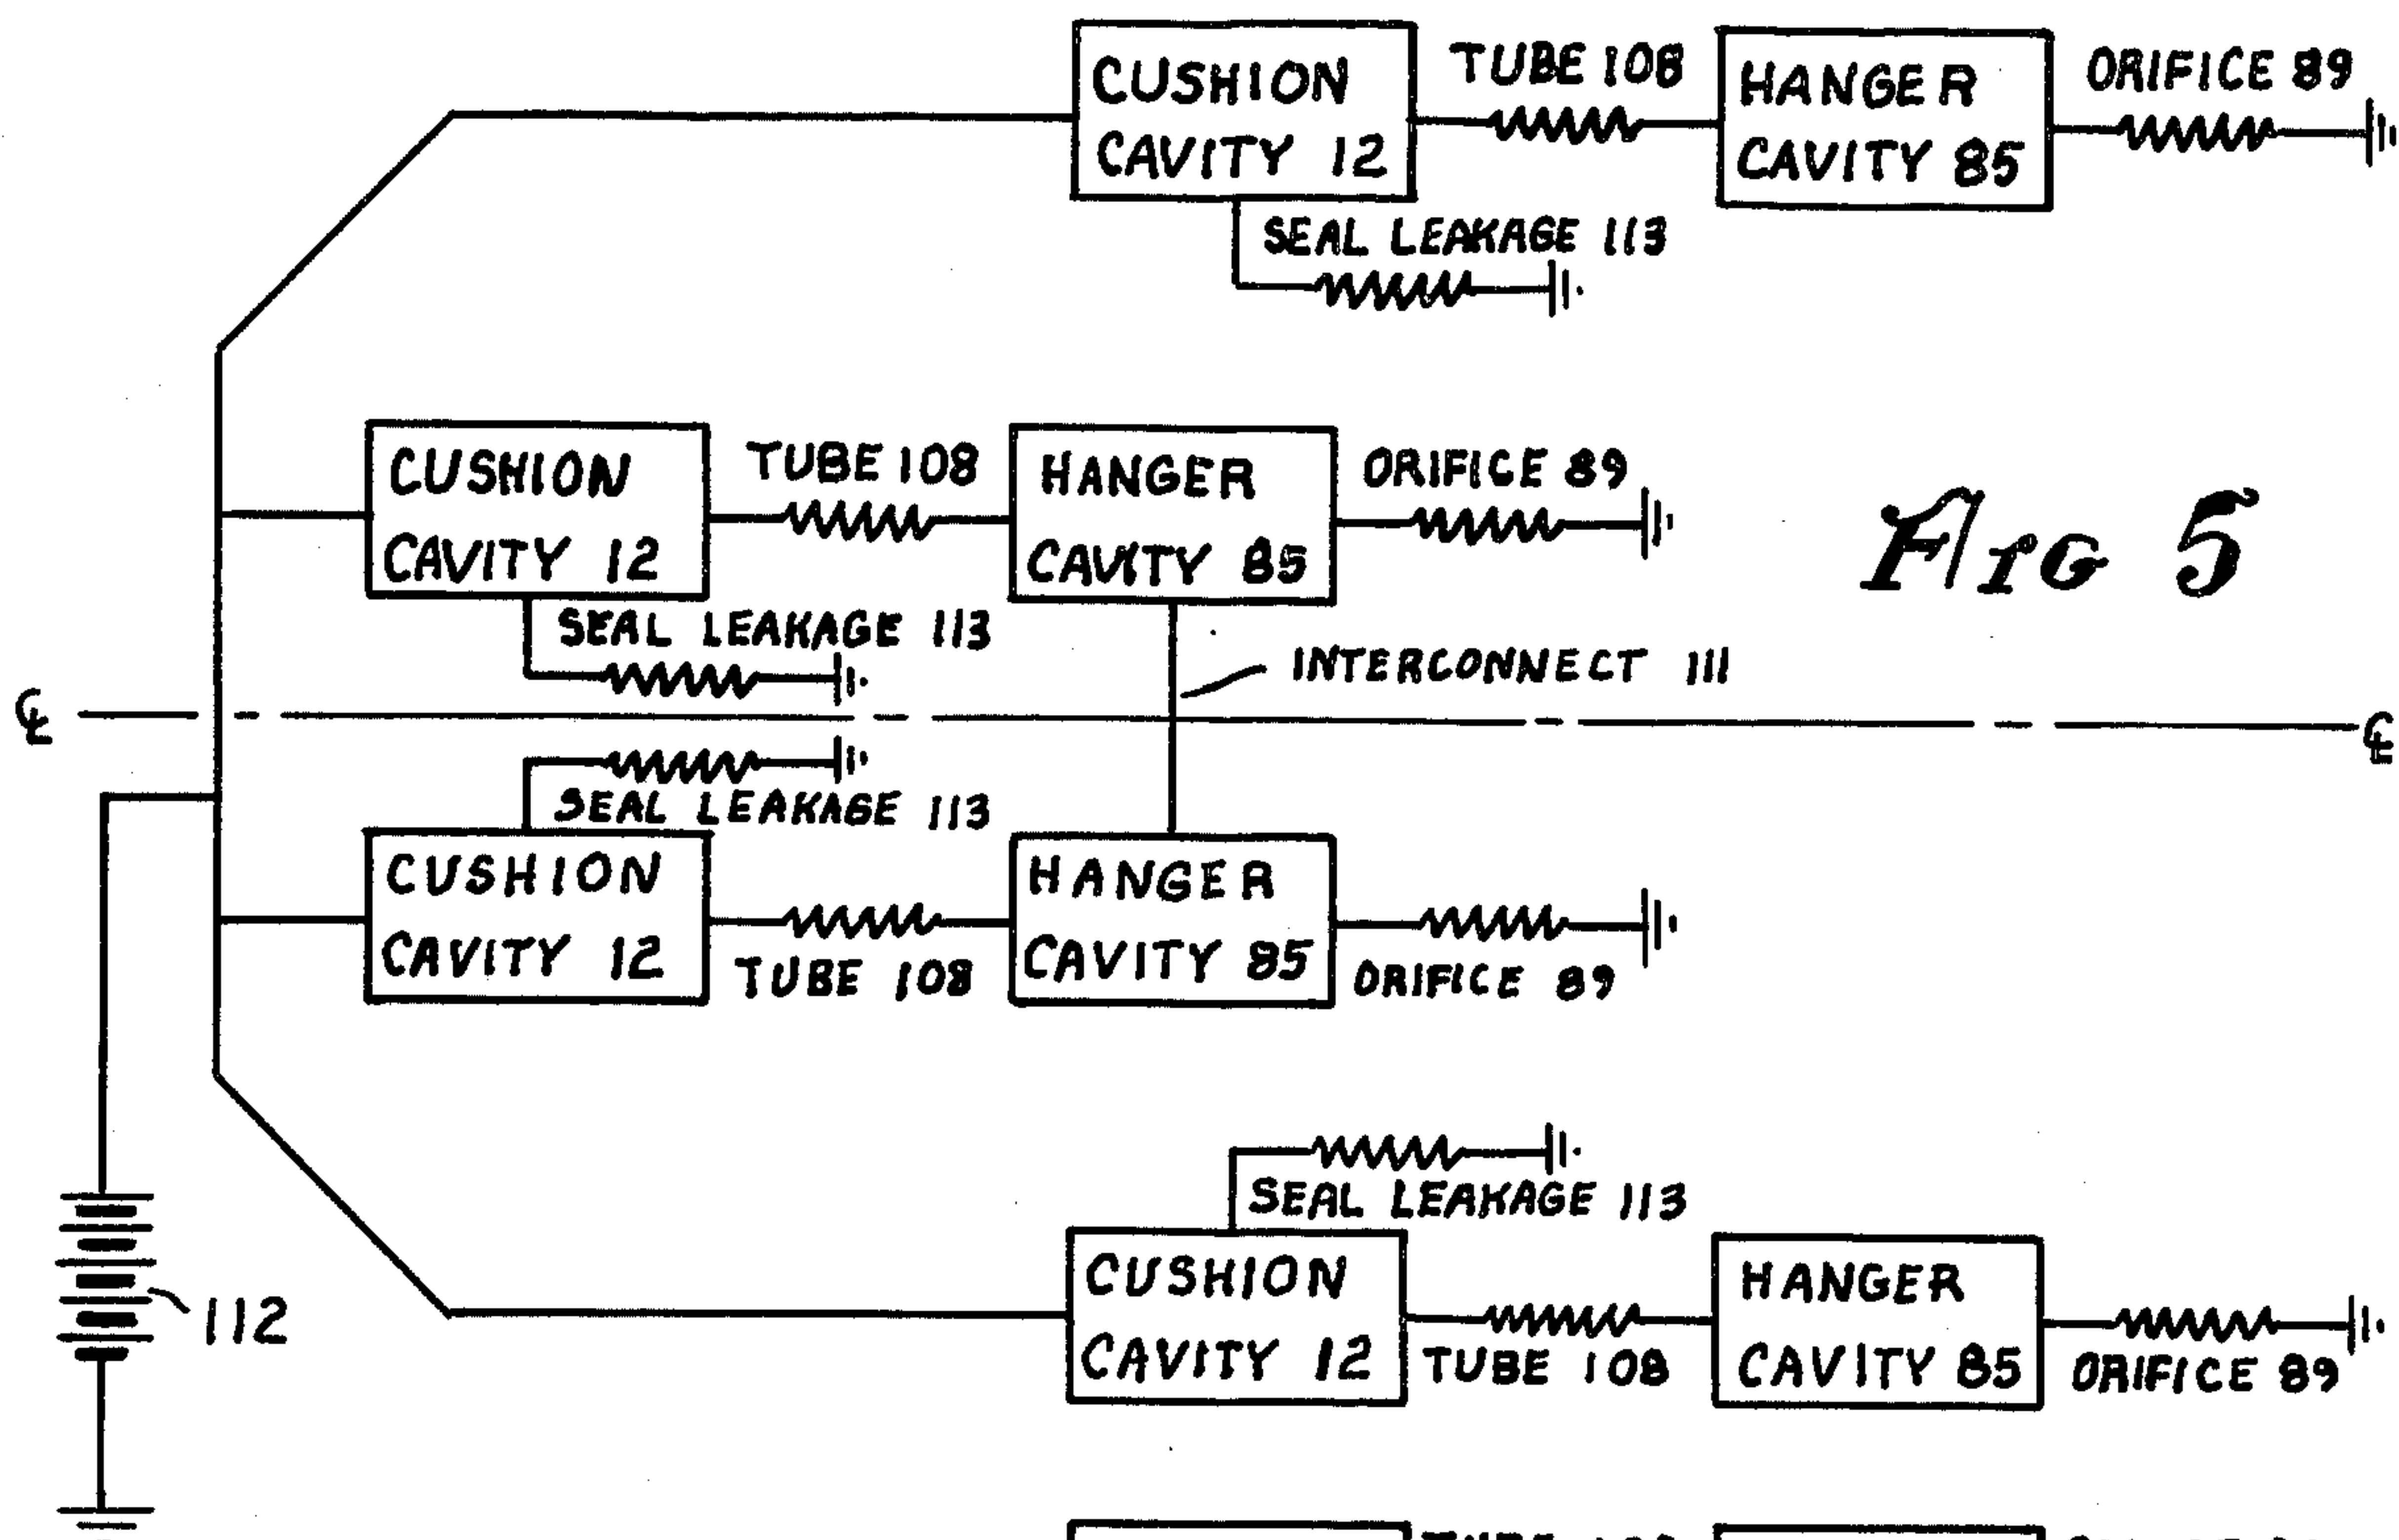 CUSHION
CAVITY 12
TUBE 108
HANGER
CAVITY 85
ORIFICE 89
SEAL LEAKAGE 113
CUSHION
CAVITY 12
TUBE 108
HANGER
CAVITY 85
ORIFICE 89
FIG 5
SEAL LEAKAGE 113
INTERCONNECT 111
℄
℄
SEAL LEAKAGE 113
CUSHION
CAVITY 12
TUBE 108
HANGER
CAVITY 85
ORIFICE 89
SEAL LEAKAGE 113
CUSHION
CAVITY 12
TUBE 108
HANGER
CAVITY 85
ORIFICE 89
112